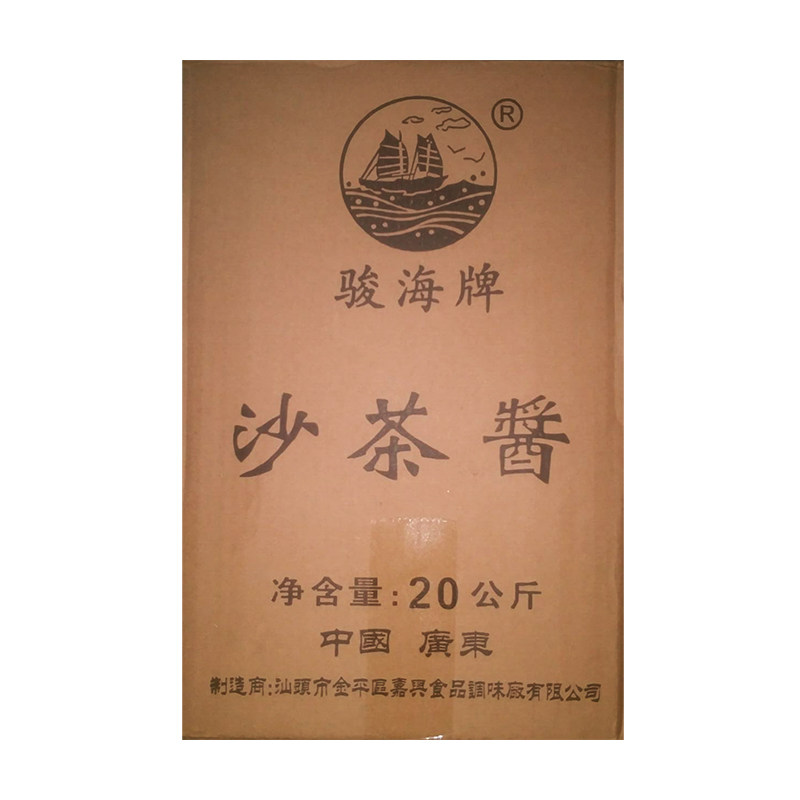 ®
骏海牌
沙茶醬
净含量:20公斤
中國 廣東
制造商:汕頭市金平區嘉興食品調味廠有限公司